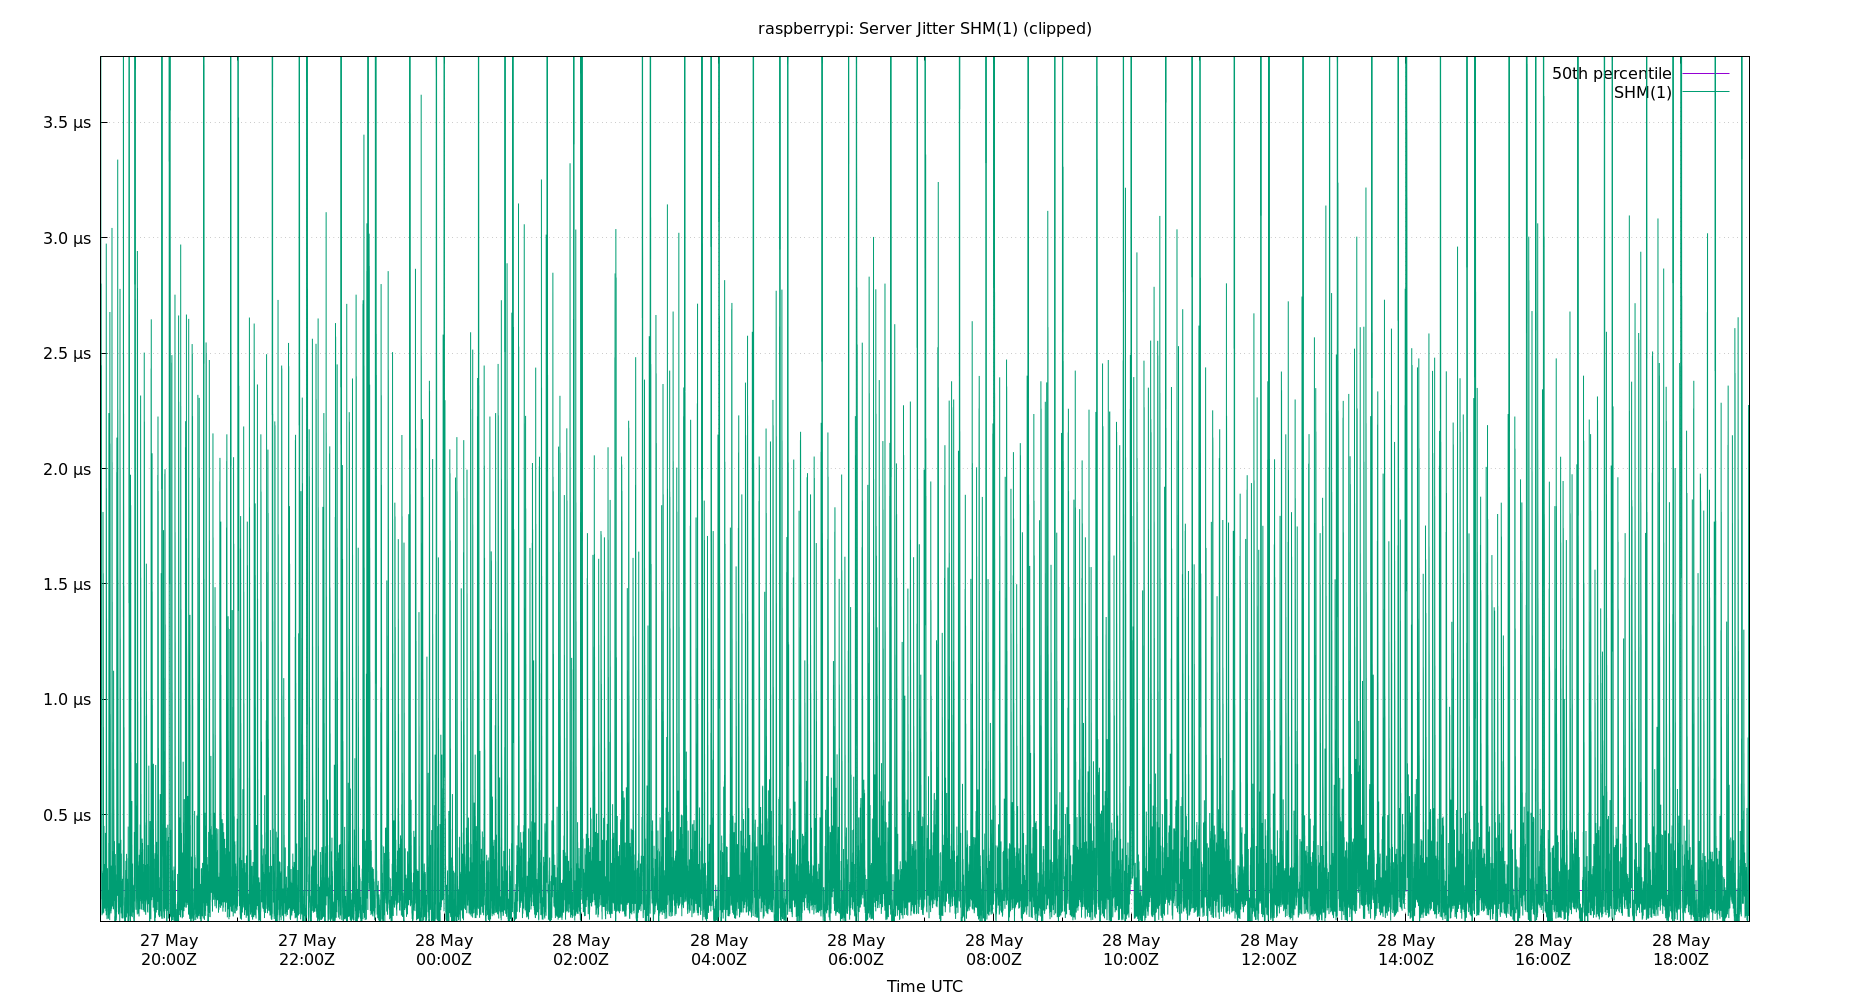 raspberrypi: Server Jitter SHM(1) (clipped)
50th percentile
SHM(1)
3.5 µs
3.0 µs
2.5 µs
2.0 µs
1.5 µs
1.0 µs
0.5 µs
27 May 27 May 28 May 28 May 28 May 28 May 28 May 28 May 28 May 28 May 28 May 28 May
20:00Z 22:00Z 00:00Z 02:00Z 04:00Z 06:00Z 08:00Z 10:00Z 12:00Z 14:00Z 16:00Z 18:00Z
Time UTC